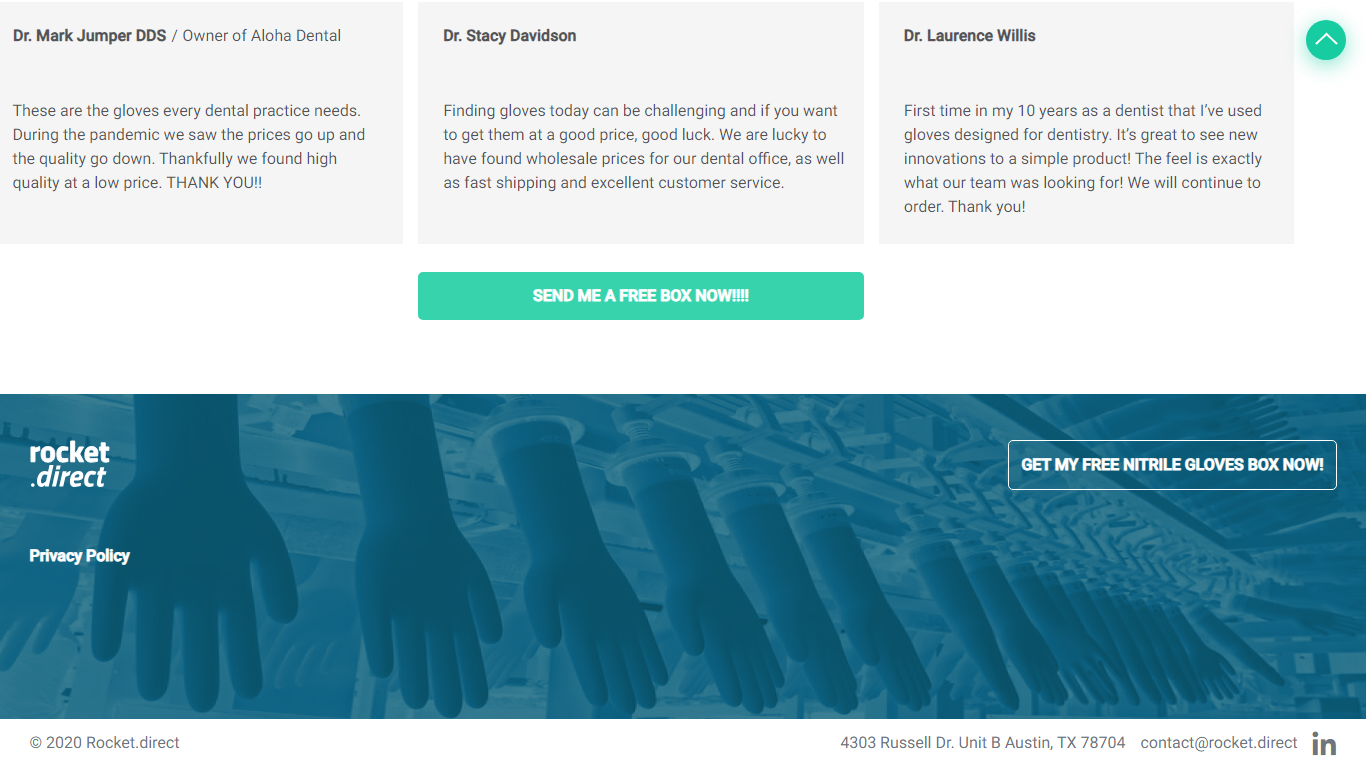 Dr. Mark Jumper DDS / Owner of Aloha Dental
These are the gloves every dental practice needs.
During the pandemic we saw the prices go up and
the quality go down. Thankfully we found high
quality at a low price. THANK YOU!!
Dr. Stacy Davidson
Finding gloves today can be challenging and if you want
to get them at a good price, good luck. We are lucky to
have found wholesale prices for our dental office, as well
as fast shipping and excellent customer service.
Dr. Laurence Willis
First time in my 10 years as a dentist that I’ve used
gloves designed for dentistry. It’s great to see new
innovations to a simple product! The feel is exactly
what our team was looking for! We will continue to
order. Thank you!
SEND ME A FREE BOX NOW!!!!
rocket
.direct
GET MY FREE NITRILE GLOVES BOX NOW!
Privacy Policy
© 2020 Rocket.direct
4303 Russell Dr. Unit B Austin, TX 78704
contact@rocket.direct
in